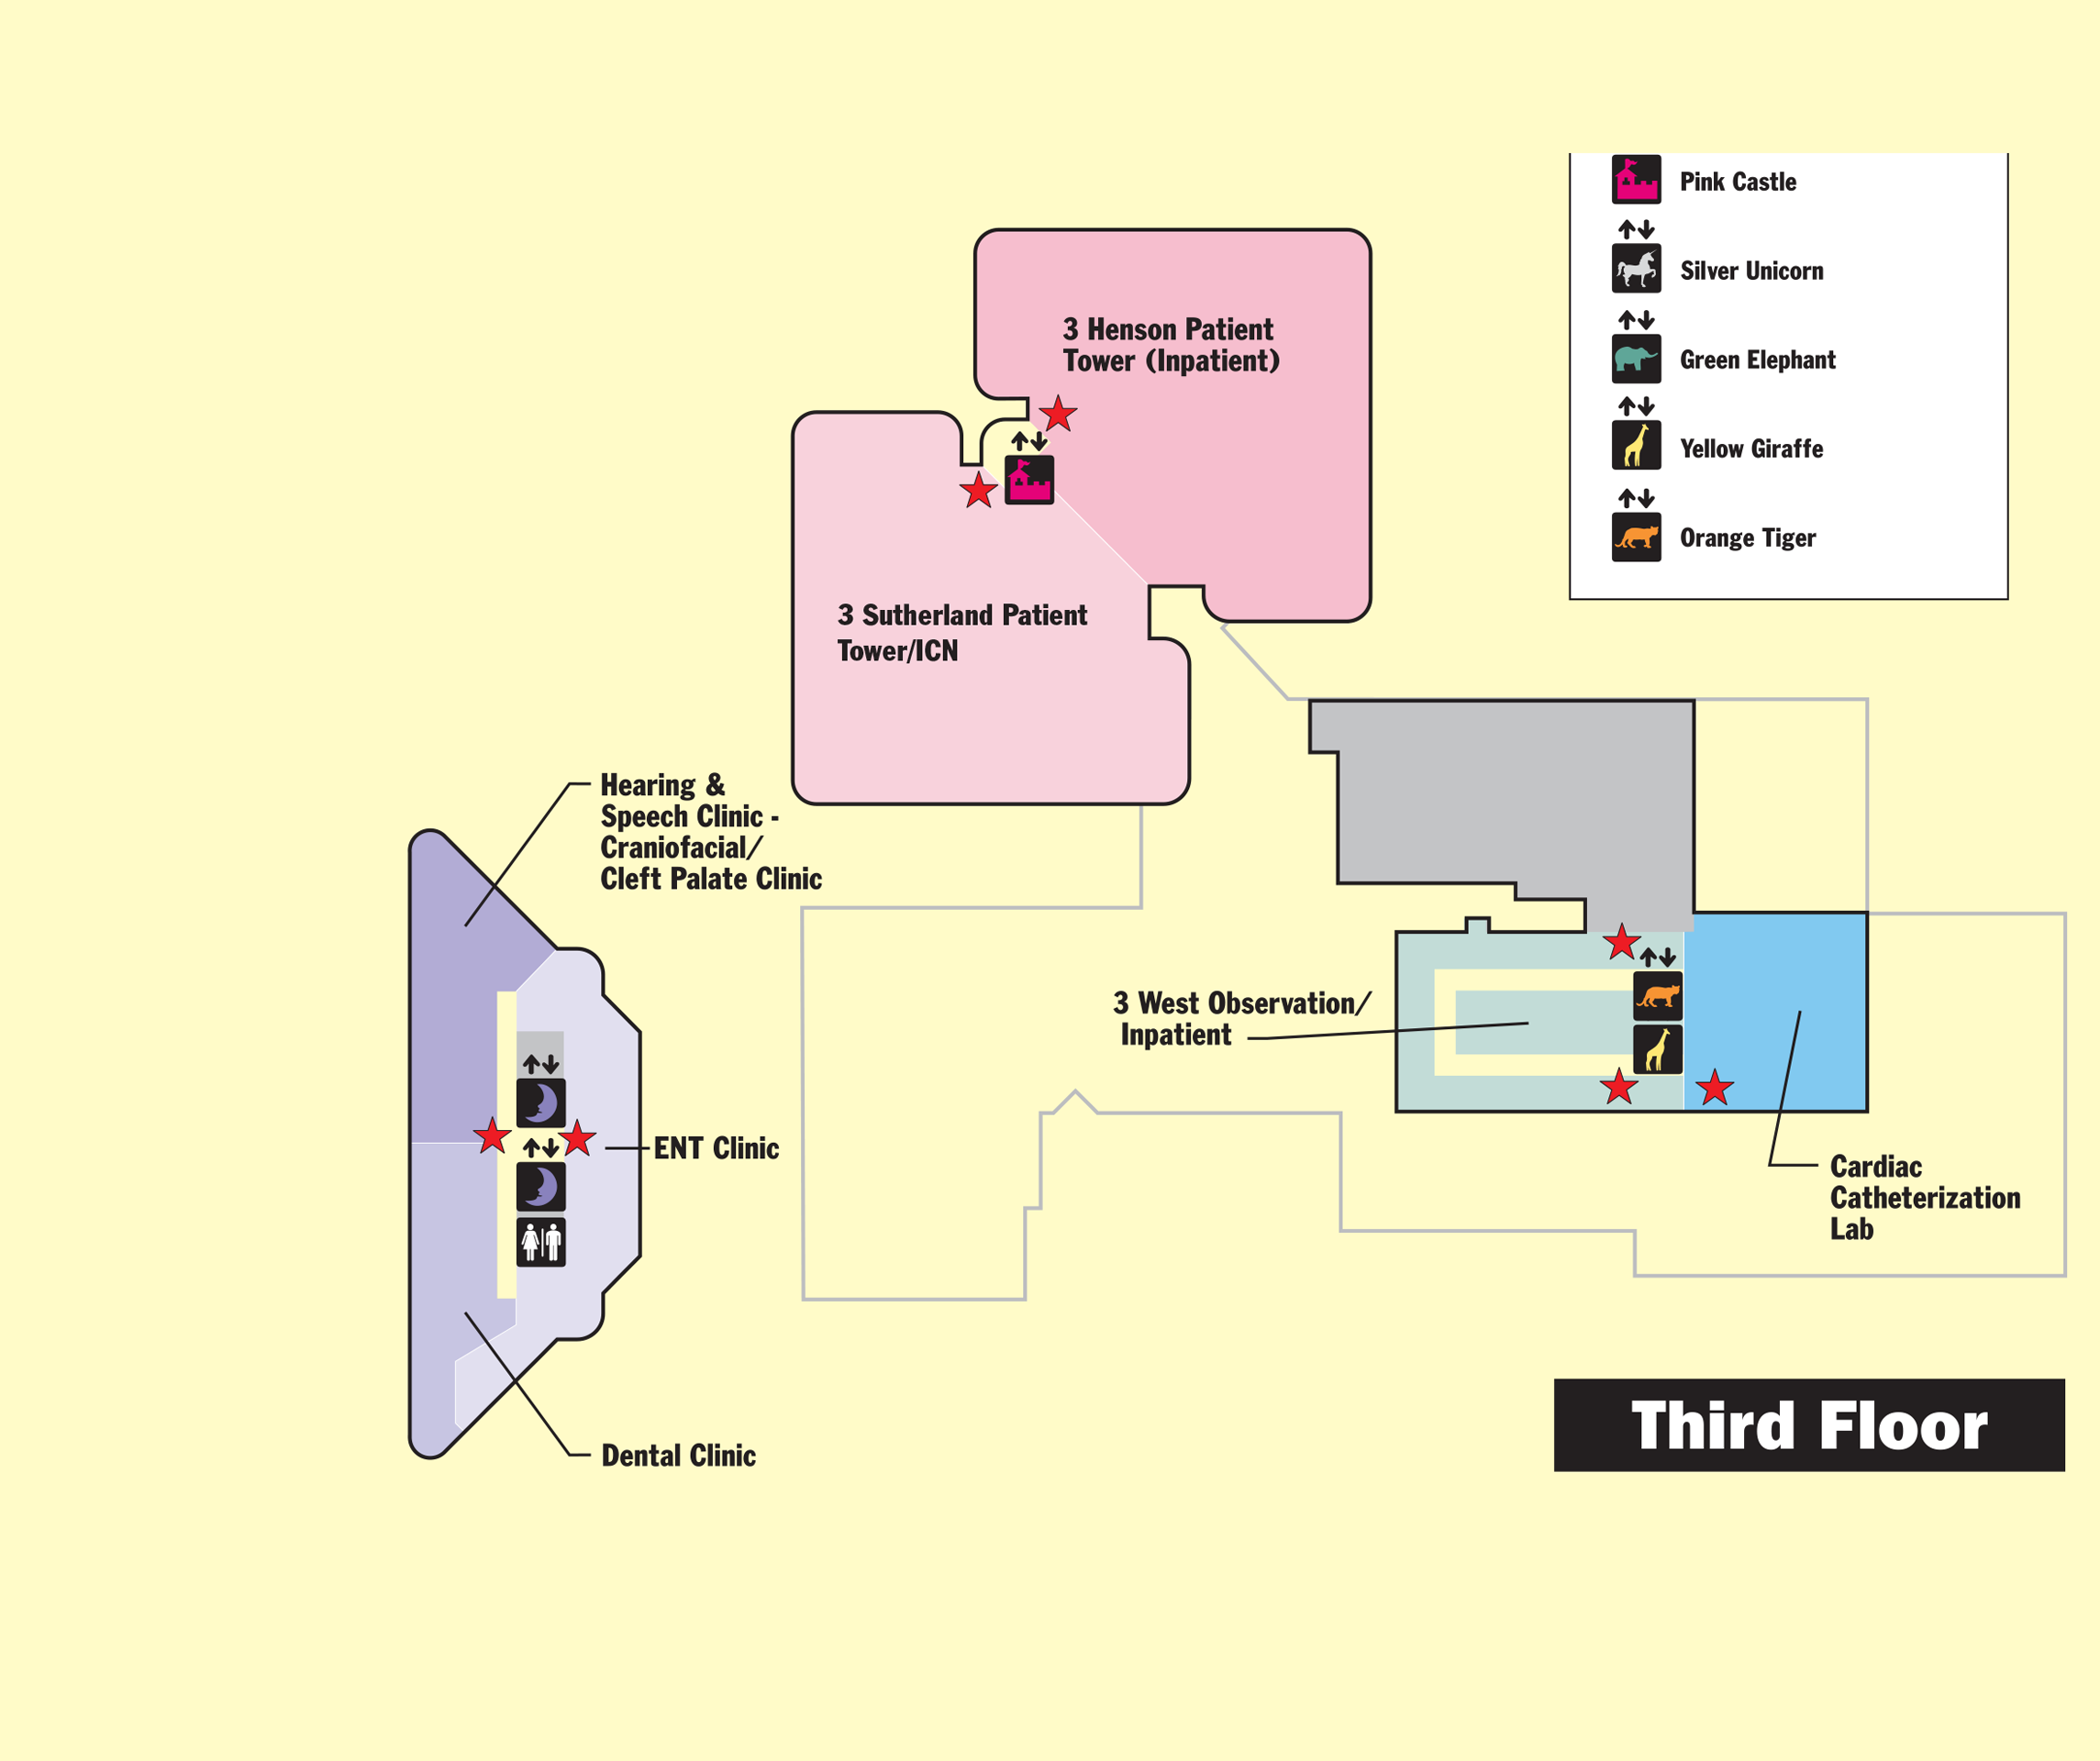 Pink Castle
Silver Unicorn
Green Elephant
Yellow Giraffe
Orange Tiger
3 Henson Patient
Tower (Inpatient)
3 Sutherland Patient
Tower/ICN
Hearing &
Speech Clinic -
Craniofacial/
Cleft Palate Clinic
3 West Observation/
Inpatient
ENT Clinic
Cardiac
Catheterization
Lab
Dental Clinic
Third Floor